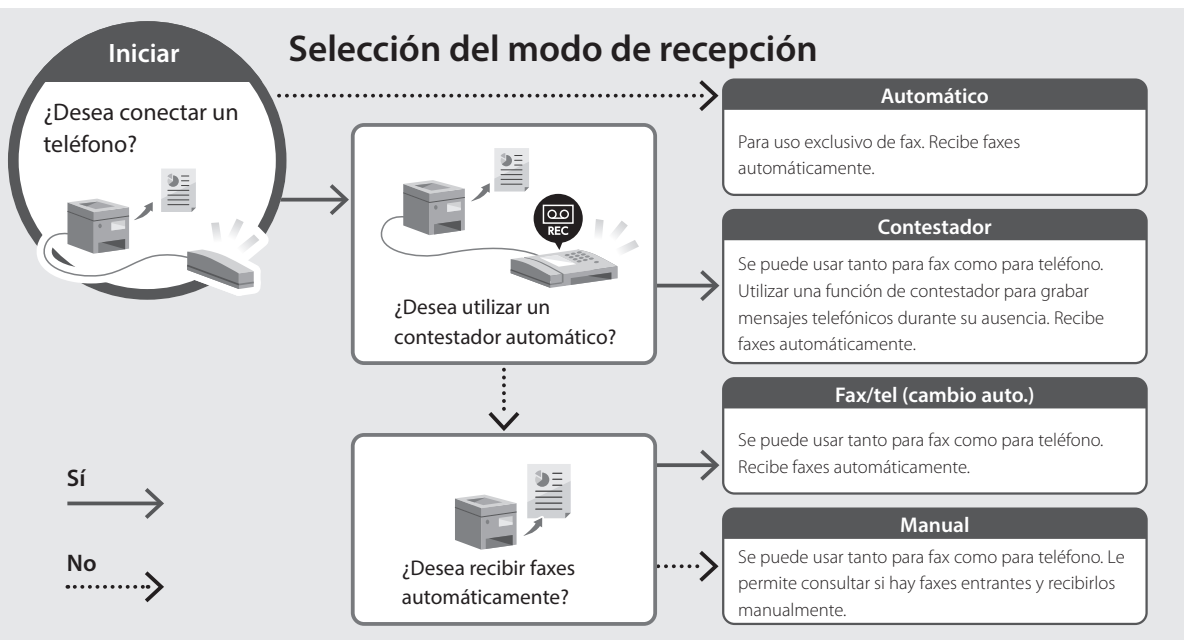 Selección del modo de recepción
Iniciar
¿Desea conectar un
teléfono?
Automático
Para uso exclusivo de fax. Recibe faxes
automáticamente.
REC
¿Desea utilizar un
contestador automático?
Contestador
Se puede usar tanto para fax como para teléfono.
Utilizar una función de contestador para grabar
mensajes telefónicos durante su ausencia. Recibe
faxes automáticamente.
Fax/tel (cambio auto.)
Se puede usar tanto para fax como para teléfono.
Recibe faxes automáticamente.
¿Desea recibir faxes
automáticamente?
Manual
Se puede usar tanto para fax como para teléfono. Le
permite consultar si hay faxes entrantes y recibirlos
manualmente.
Sí
No